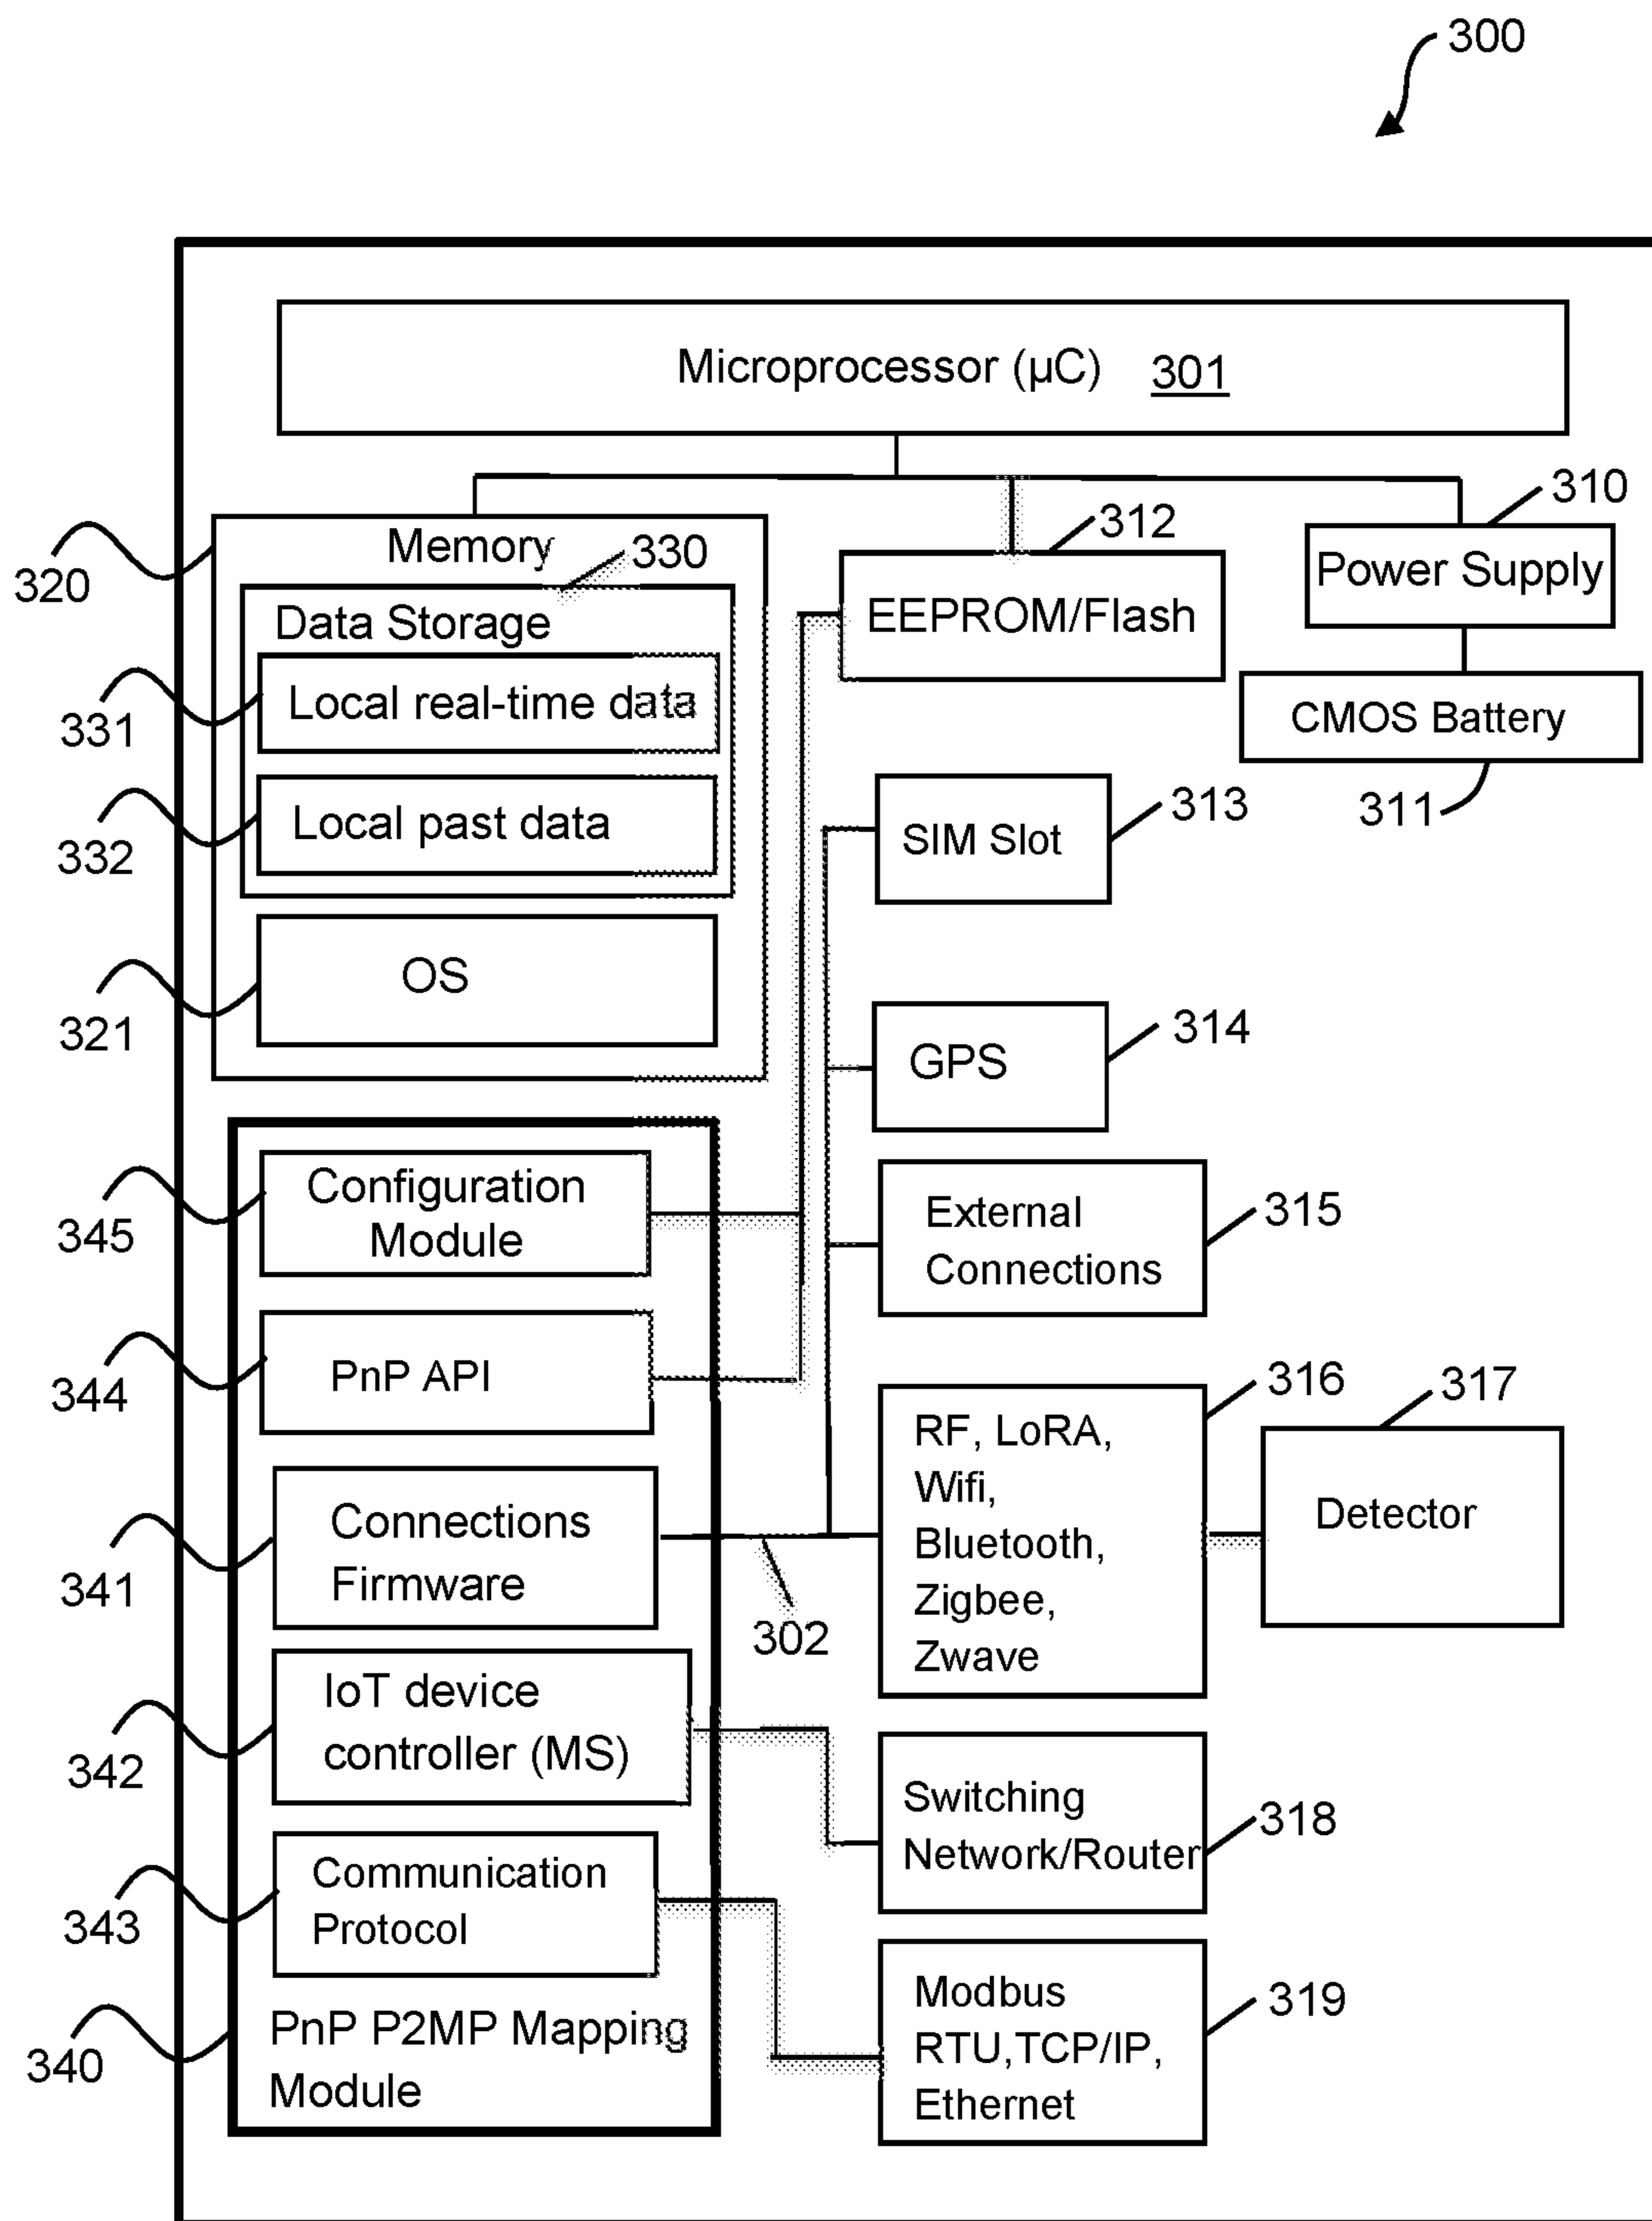 300
Microprocessor (µC) 301
310
312
Memory
330
320
Power Supply
EEPROM/Flash
Data Storage
331
Local real-time data
CMOS Battery
311
313
332
Local past data
SIM Slot
OS
321
314
GPS
345
Configuration
Module
315
External
Connections
344
PnP API
316
317
RF, LoRA,
Wifi,
Bluetooth,
Zigbee,
Zwave
Detector
341
Connections
Firmware
302
342
IoT device
controller (MS)
318
Switching
Network/Router
343
Communication
Protocol
319
Modbus
RTU,TCP/IP,
Ethernet
340
PnP P2MP Mapping
Module